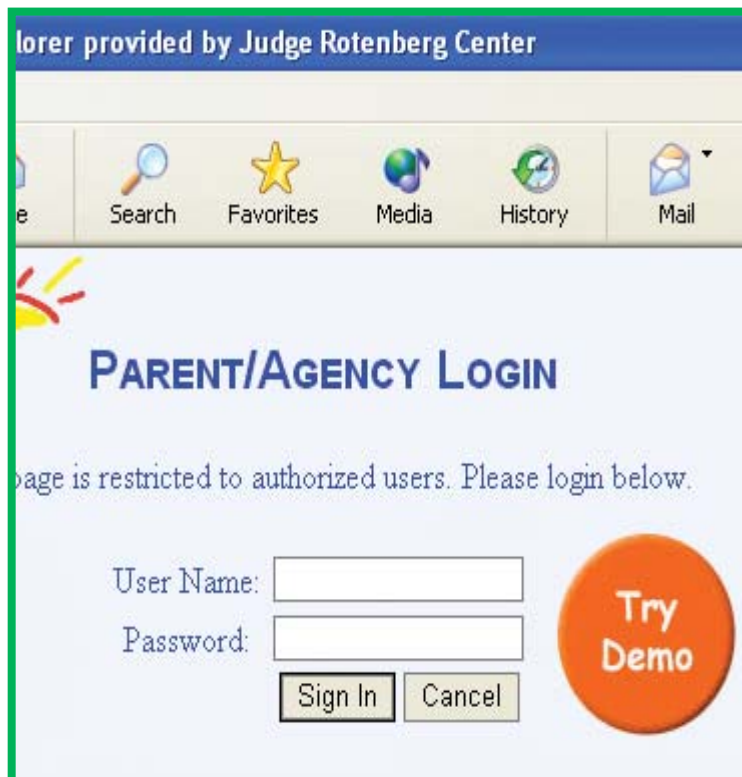 lorer provided by Judge Rotenberg Center
e Search Favorites Media History Mail
PARENT/AGENCY LOGIN
page is restricted to authorized users. Please login below.
User Name:
Password:
Try
Demo
Sign In Cancel